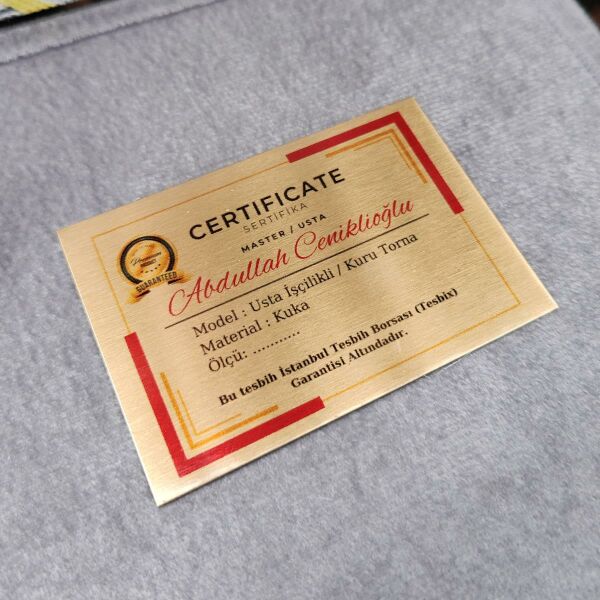 CERTIFICATE
SERTİFİKA
MASTER / USTA
Abdullah Ceniklioğlu
GUARANTEED
Model : Usta İşçilikli / Kuru Torna
Material : Kuka
Ölçü: ...........
Bu tesbih İstanbul Tesbih Borsası (Tesbix)
Garantisi Altındadır.